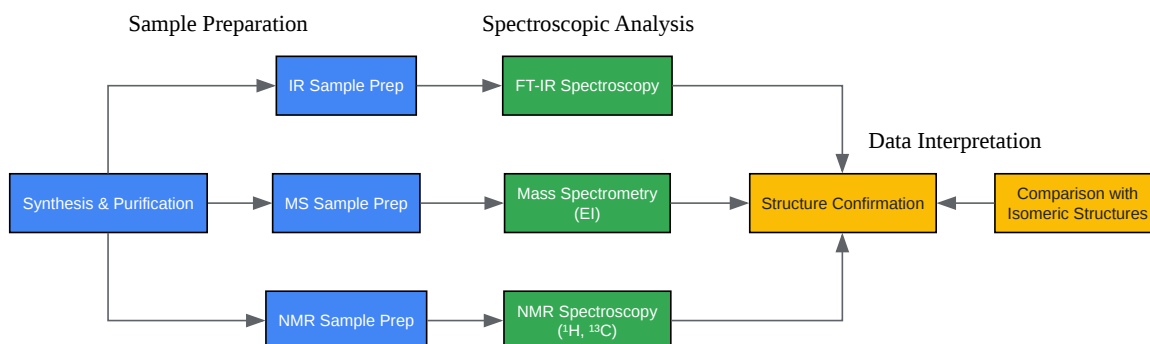 Sample Preparation
Spectroscopic Analysis
IR Sample Prep
FT-IR Spectroscopy
Data Interpretation
Synthesis & Purification
MS Sample Prep
Mass Spectrometry
(EI)
Structure Confirmation
Comparison with
Isomeric Structures
NMR Sample Prep
NMR Spectroscopy
(¹H, ¹³C)